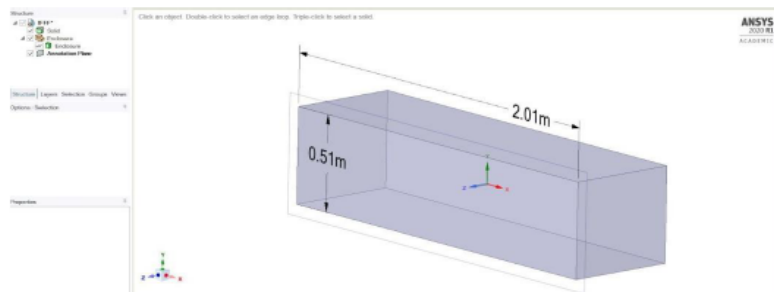 Structure
Click an object. Double-click to select an edge loop. Triple-click to select a solid.
ANSYS
2020 R1
ACADEMIC
Solid
Enclosure
Enclosure
Annotation Plane
Structure Layers Selection Groups Views
Options - Selection
2.01m
0.51m
Y
Z
X
Properties
Y
Z
X